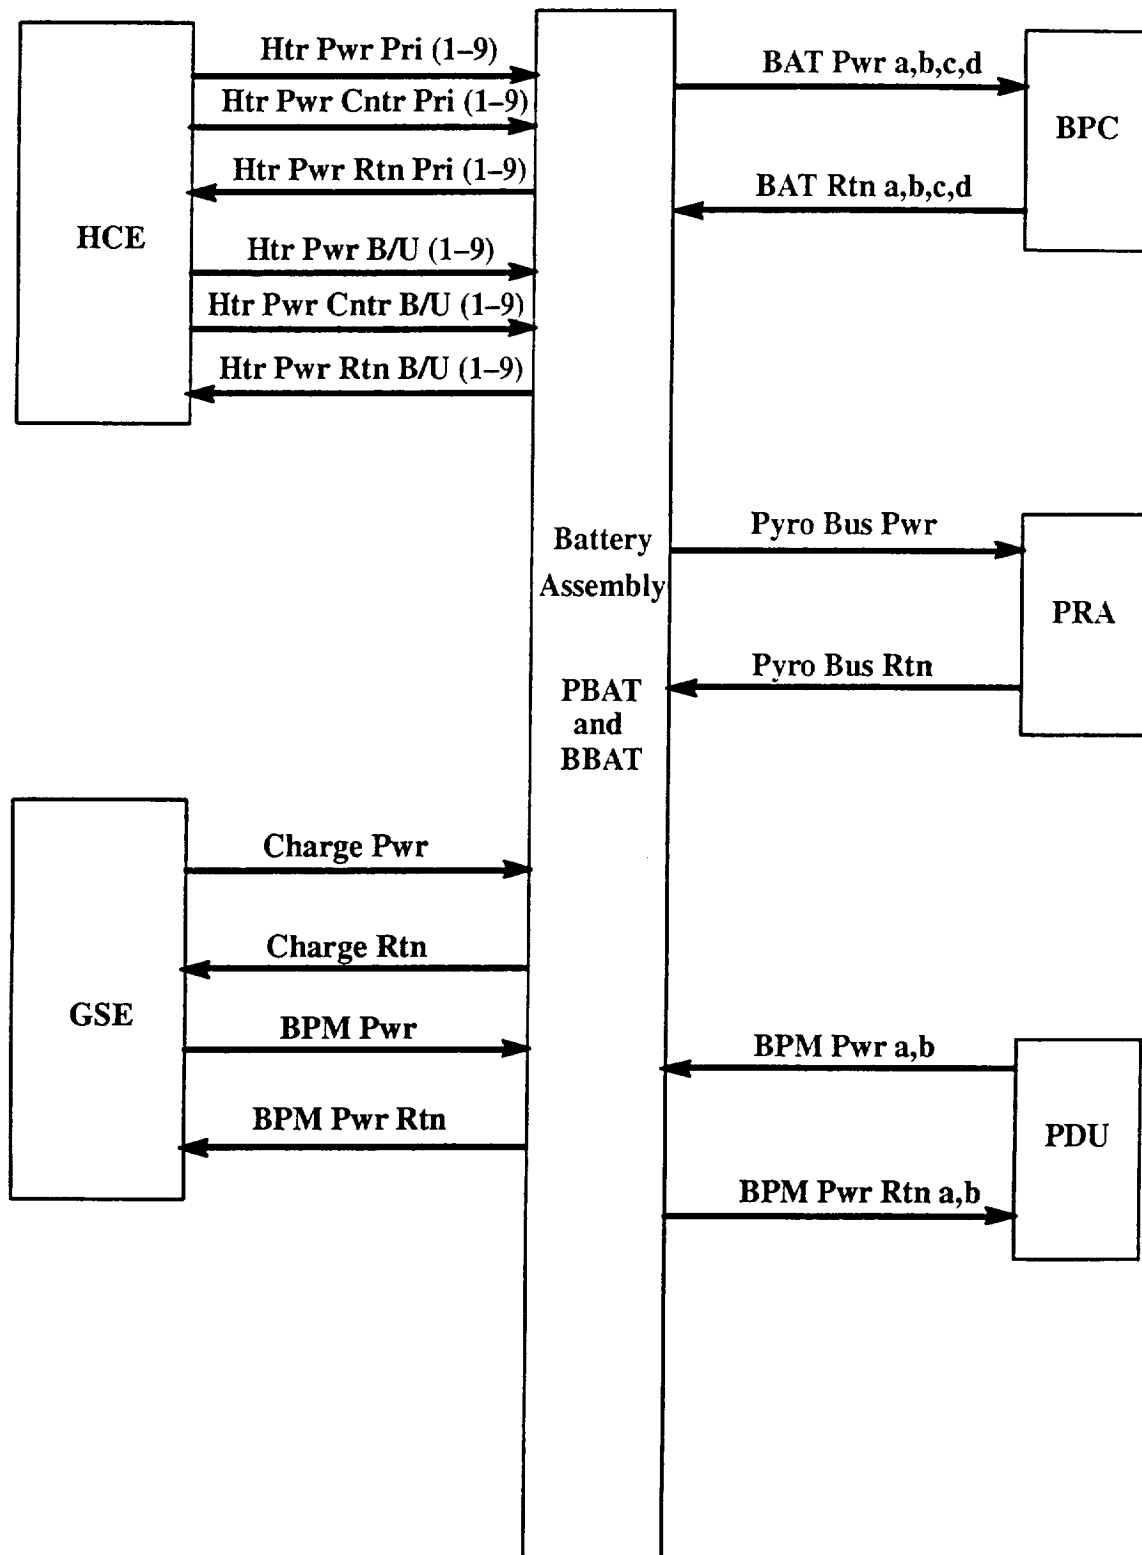 Htr Pwr Pri (1–9)
Htr Pwr Cntr Pri (1–9)
Htr Pwr Rtn Pri (1–9)
HCE
Htr Pwr B/U (1–9)
Htr Pwr Cntr B/U (1–9)
Htr Pwr Rtn B/U (1–9)
BAT Pwr a,b,c,d
BPC
BAT Rtn a,b,c,d
Battery
Assembly
PBAT
and
BBAT
Pyro Bus Pwr
PRA
Pyro Bus Rtn
Charge Pwr
Charge Rtn
GSE
BPM Pwr
BPM Pwr Rtn
BPM Pwr a,b
PDU
BPM Pwr Rtn a,b